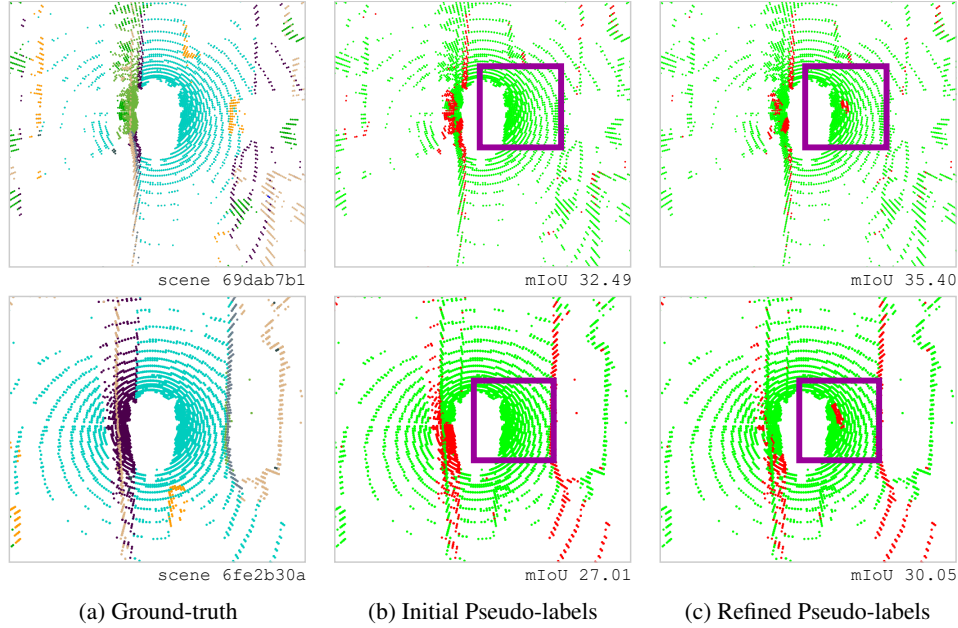 scene 69dab7b1
mIoU 32.49
mIoU 35.40
scene 6fe2b30a
mIoU 27.01
mIoU 30.05
(a) Ground-truth
(b) Initial Pseudo-labels
(c) Refined Pseudo-labels